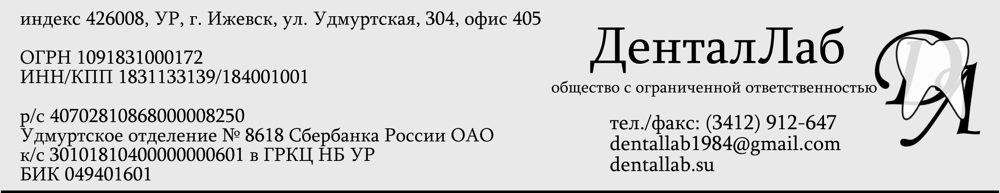 индекс 426008, УР, г. Ижевск, ул. Удмуртская, 304, офис 405
ОГРН 1091831000172
ИНН/КПП 1831133139/184001001
р/с 40702810868000008250
Удмуртское отделение № 8618 Сбербанка России ОАО
к/с 30101810400000000601 в ГРКЦ НБ УР
БИК 049401601
ДенталЛаб
общество с ограниченной ответственностью
тел./факс: (3412) 912-647
dentallab1984@gmail.com
dentallab.su
ДЛ